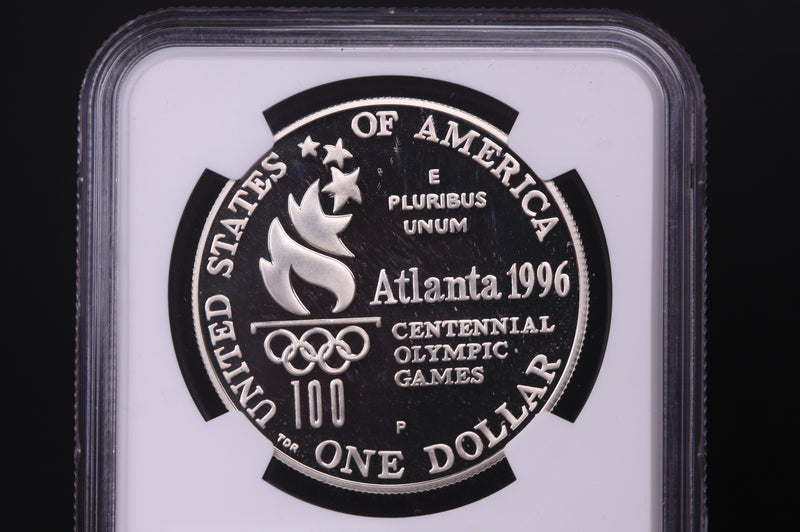 UNITED STATES OF AMERICA
E
PLURIBUS
UNUM
Atlanta 1996
CENTENNIAL
OLYMPIC
GAMES
100
P
TDR
ONE DOLLAR